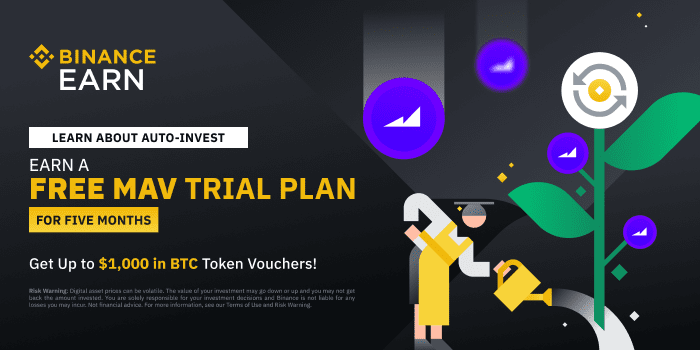 BINANCE
EARN
LEARN ABOUT AUTO-INVEST
EARN A
FREE MAV TRIAL PLAN
FOR FIVE MONTHS
Get Up to $1,000 in BTC Token Vouchers!
Risk Warning: Digital asset prices can be volatile. The value of your investment may go down or up and you may not get
back the amount invested. You are solely responsible for your investment decisions and Binance is not liable for any
losses you may incur. Not financial advice. For more information, see our Terms of Use and Risk Warning.